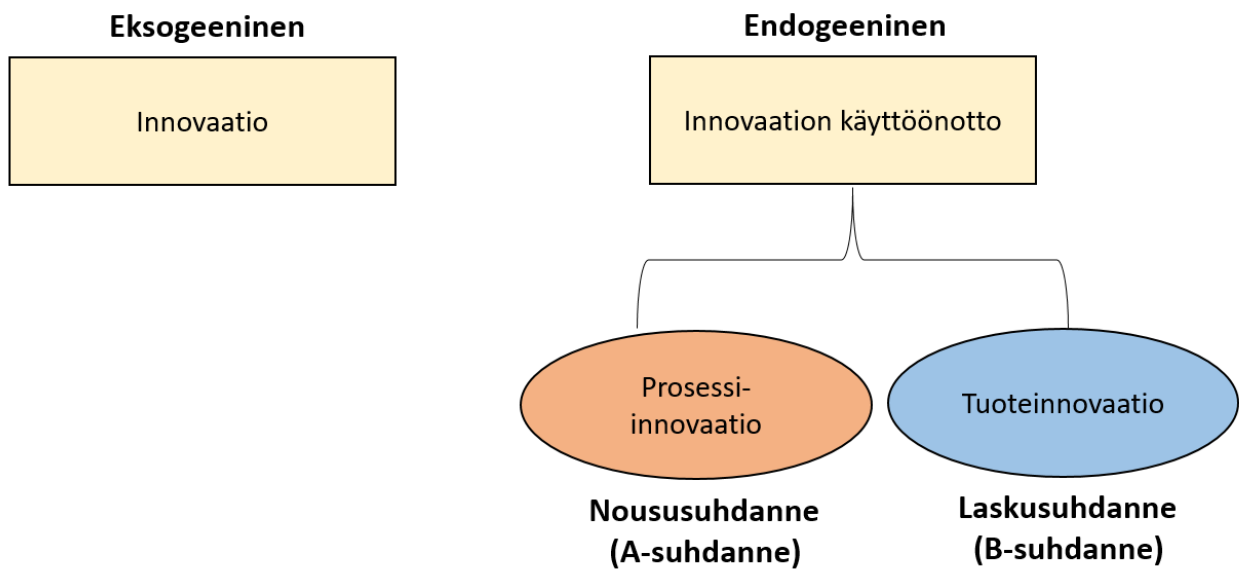 Eksogeeninen
Innovaatio
Endogeeninen
Innovaation käyttöönotto
Prosessi-
innovaatio
Noususuhdanne
(A-suhdanne)
Tuoteinnovaatio
Laskusuhdanne
(B-suhdanne)